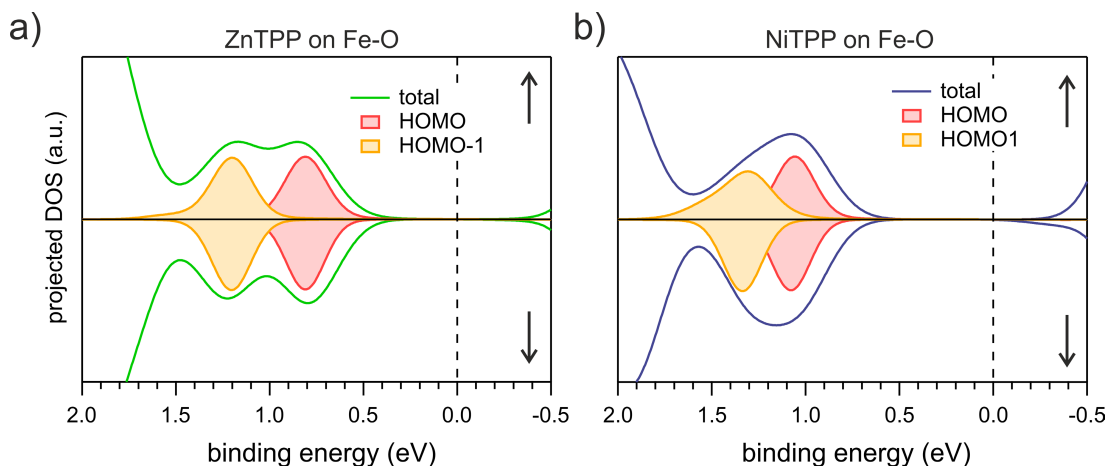 a)
ZnTPP on Fe-O
total
HOMO
HOMO-1
projected DOS (a.u.)
2.0 1.5 1.0 0.5 0.0 -0.5
binding energy (eV)
b)
NiTPP on Fe-O
total
HOMO
HOMO1
2.0 1.5 1.0 0.5 0.0 -0.5
binding energy (eV)